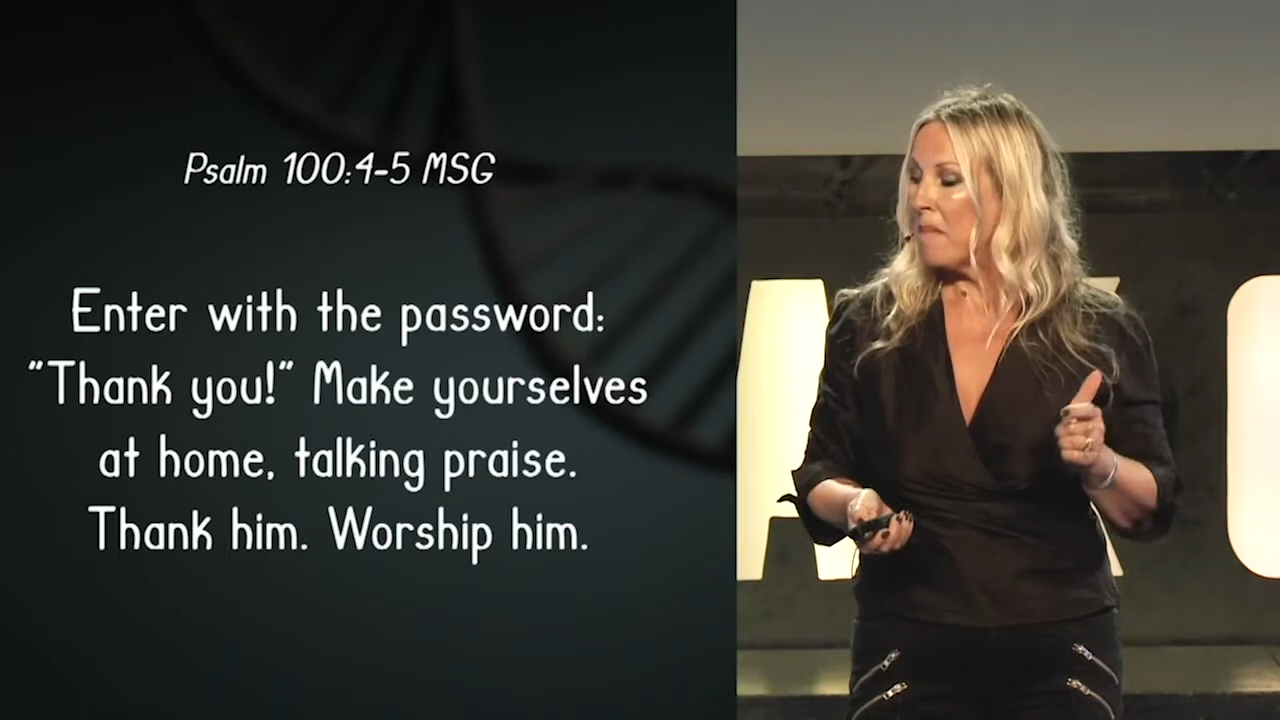 Psalm 100:4-5 MSG
Enter with the password:
"Thank you!" Make yourselves
at home, talking praise.
Thank him. Worship him.